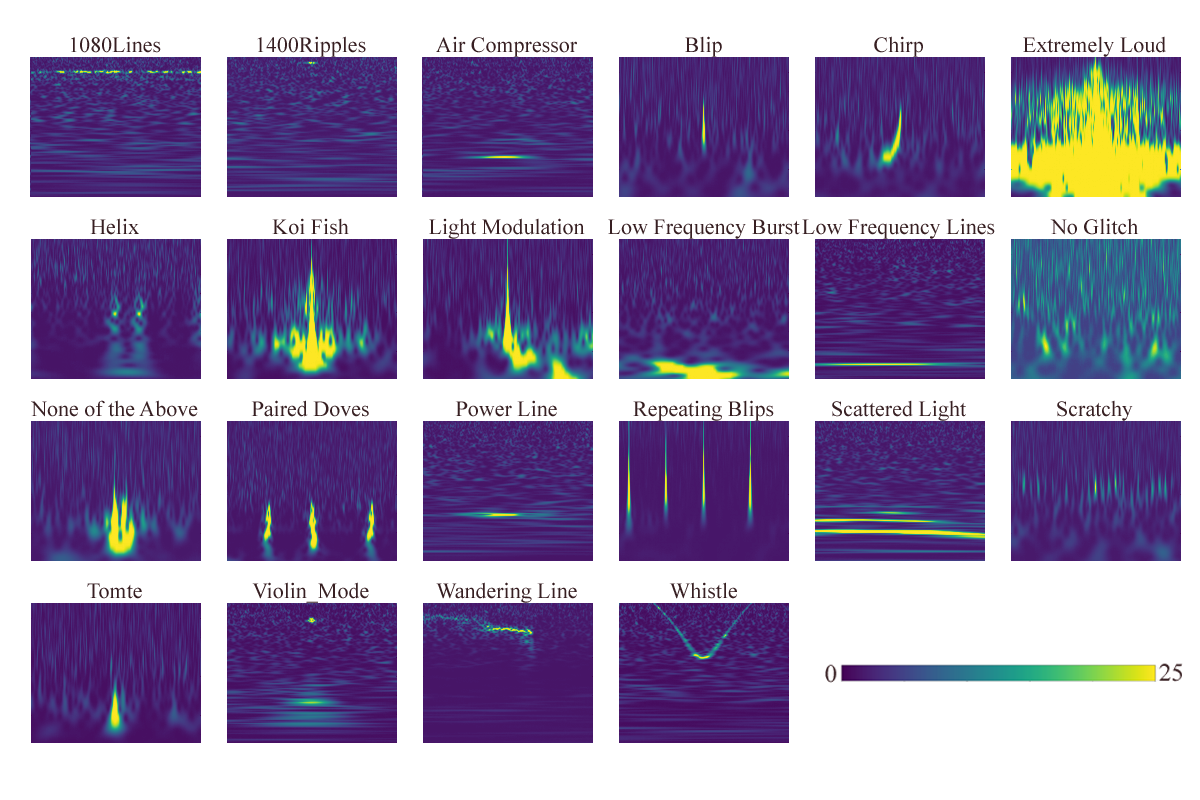 1080Lines 1400Ripples Air Compressor Blip Chirp Extremely Loud
Helix Koi Fish Light Modulation Low Frequency Burst Low Frequency Lines No Glitch
None of the Above Paired Doves Power Line Repeating Blips Scattered Light Scratchy
Tomte Violin_Mode Wandering Line Whistle
0 25